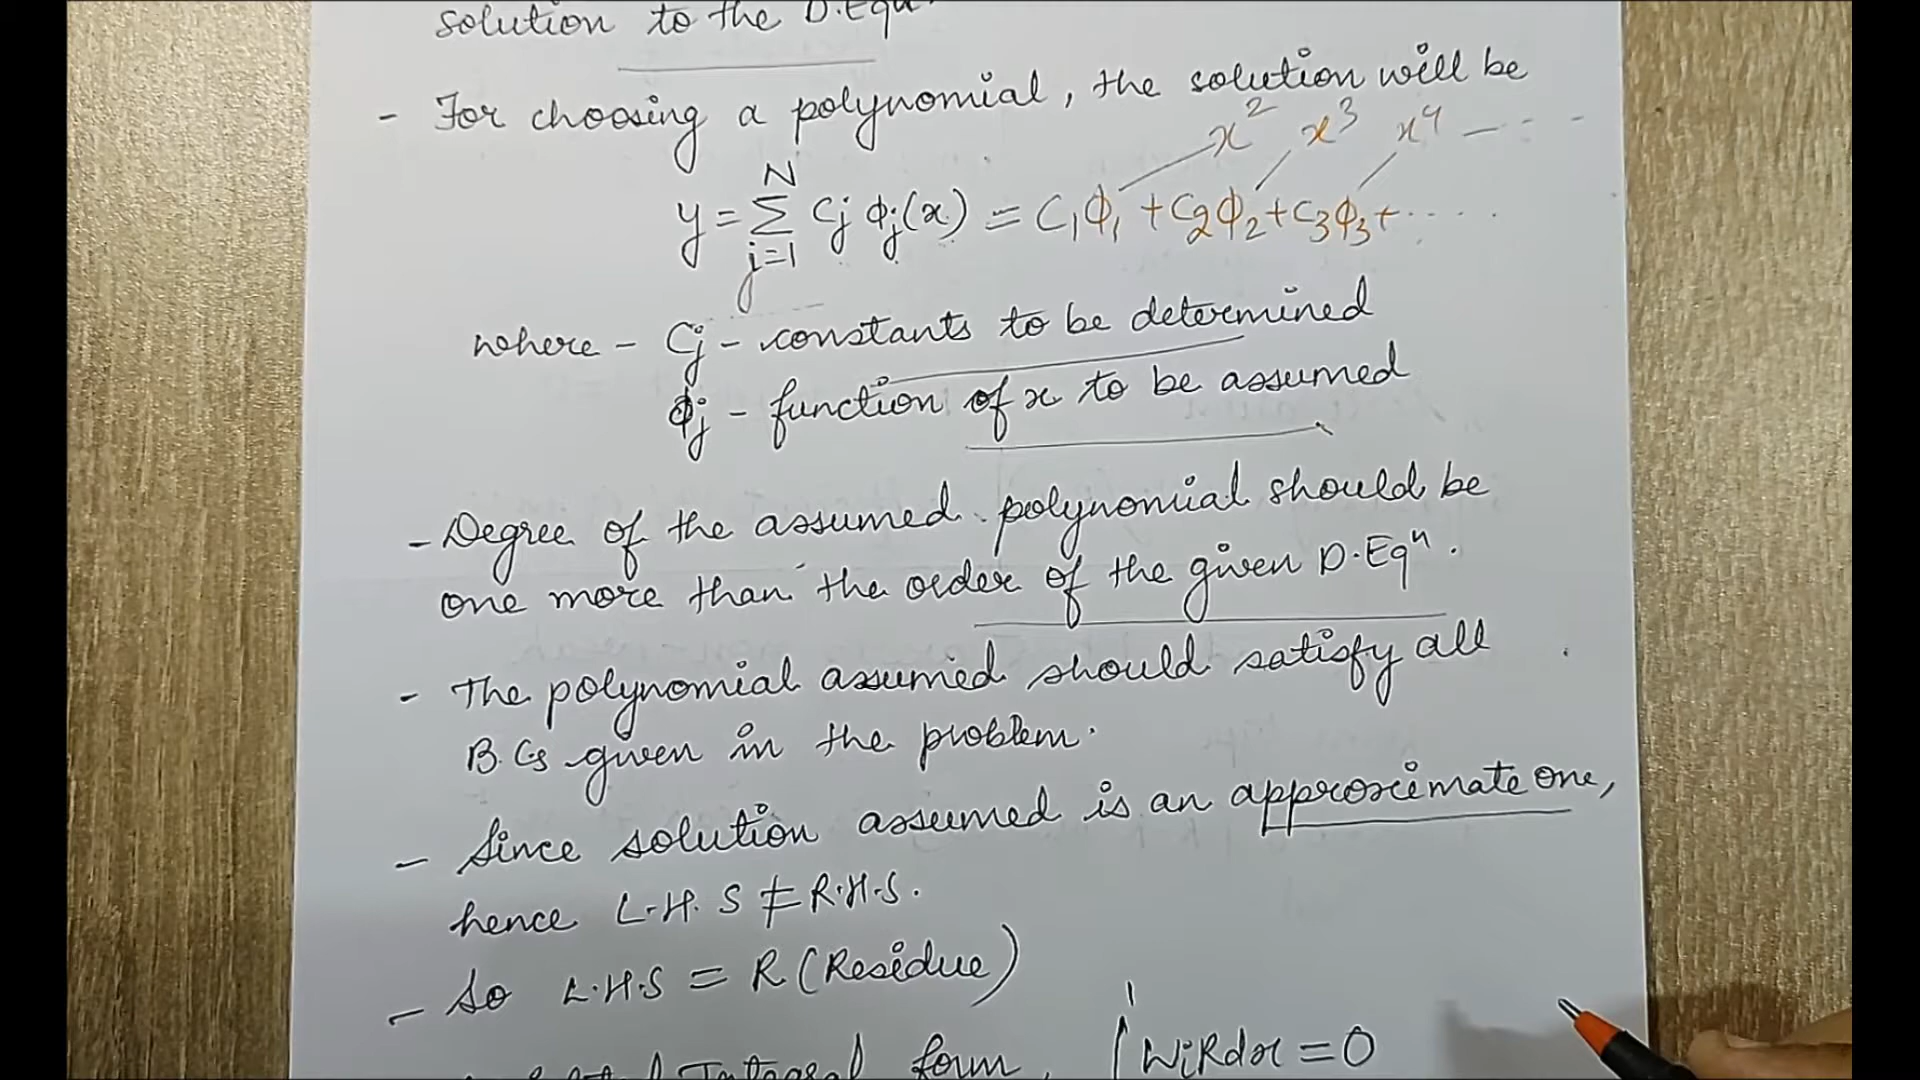 solution to the D.Eqn.
- For choosing a polynomial, the solution will be
x² x³ x⁴ - - - -
y = N Σ j=1 Cj ϕj(x) = C₁ϕ₁ + C₂ϕ₂ + C₃ϕ₃ + ....
where - Cj - constants to be determined
ϕj - function of x to be assumed
- Degree of the assumed polynomial should be
one more than the order of the given D.Eqⁿ.
- The polynomial assumed should satisfy all
B.Cs given in the problem.
- Since solution assumed is an approximate one,
hence L.H.S ≠ R.H.S.
- So L.H.S = R (Residue)
Integral form, ∫ 1 WiRdx = 0